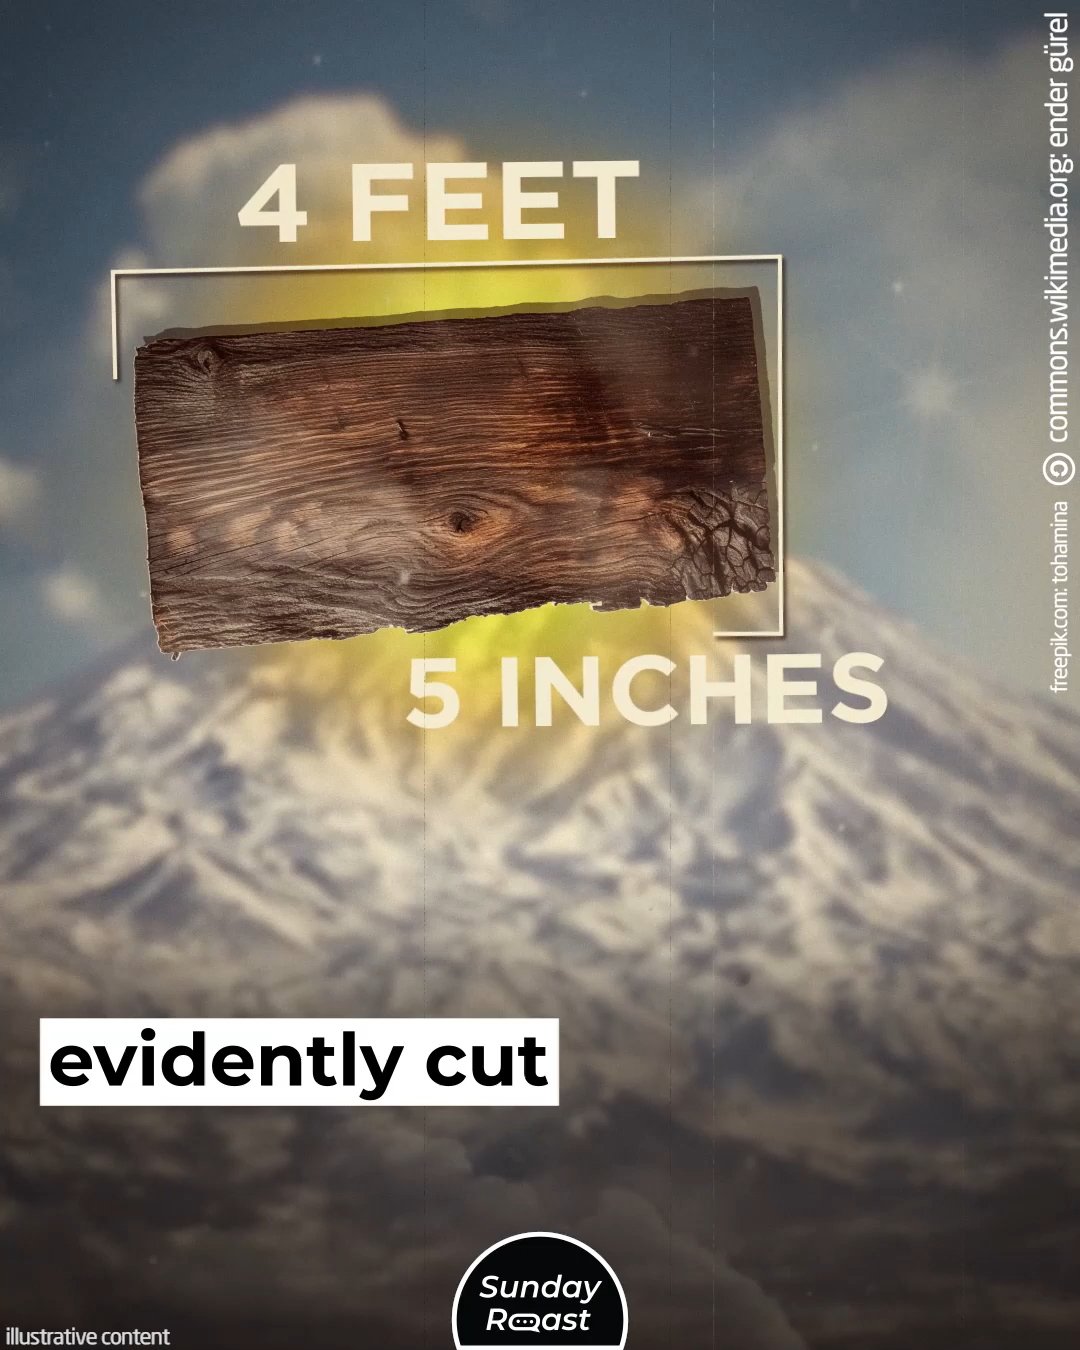 4 FEET
5 INCHES
evidently cut
Sunday
Roast
illustrative content
freepik.com: tohamina commons.wikimedia.org: ender gürel